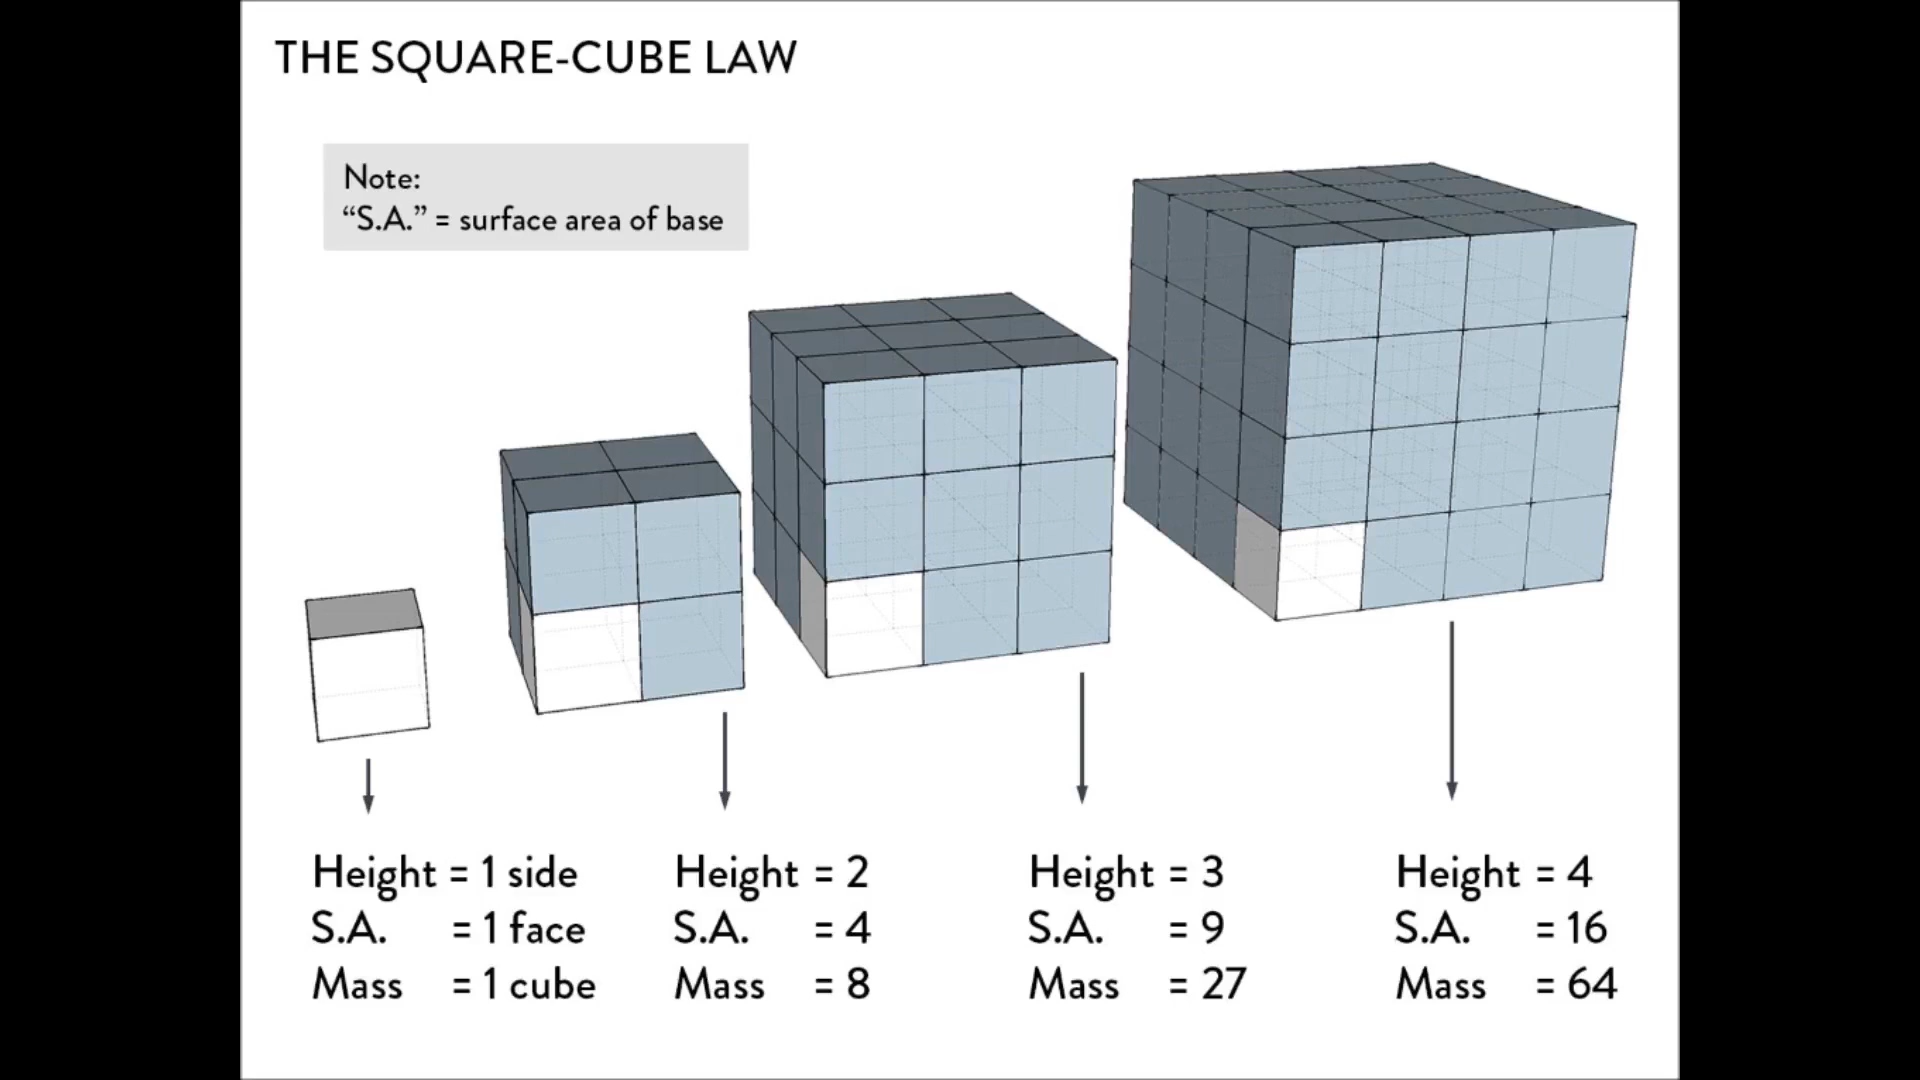 THE SQUARE-CUBE LAW
Note:
“S.A.” = surface area of base
Height = 1 side
S.A. = 1 face
Mass = 1 cube
Height = 2
S.A. = 4
Mass = 8
Height = 3
S.A. = 9
Mass = 27
Height = 4
S.A. = 16
Mass = 64